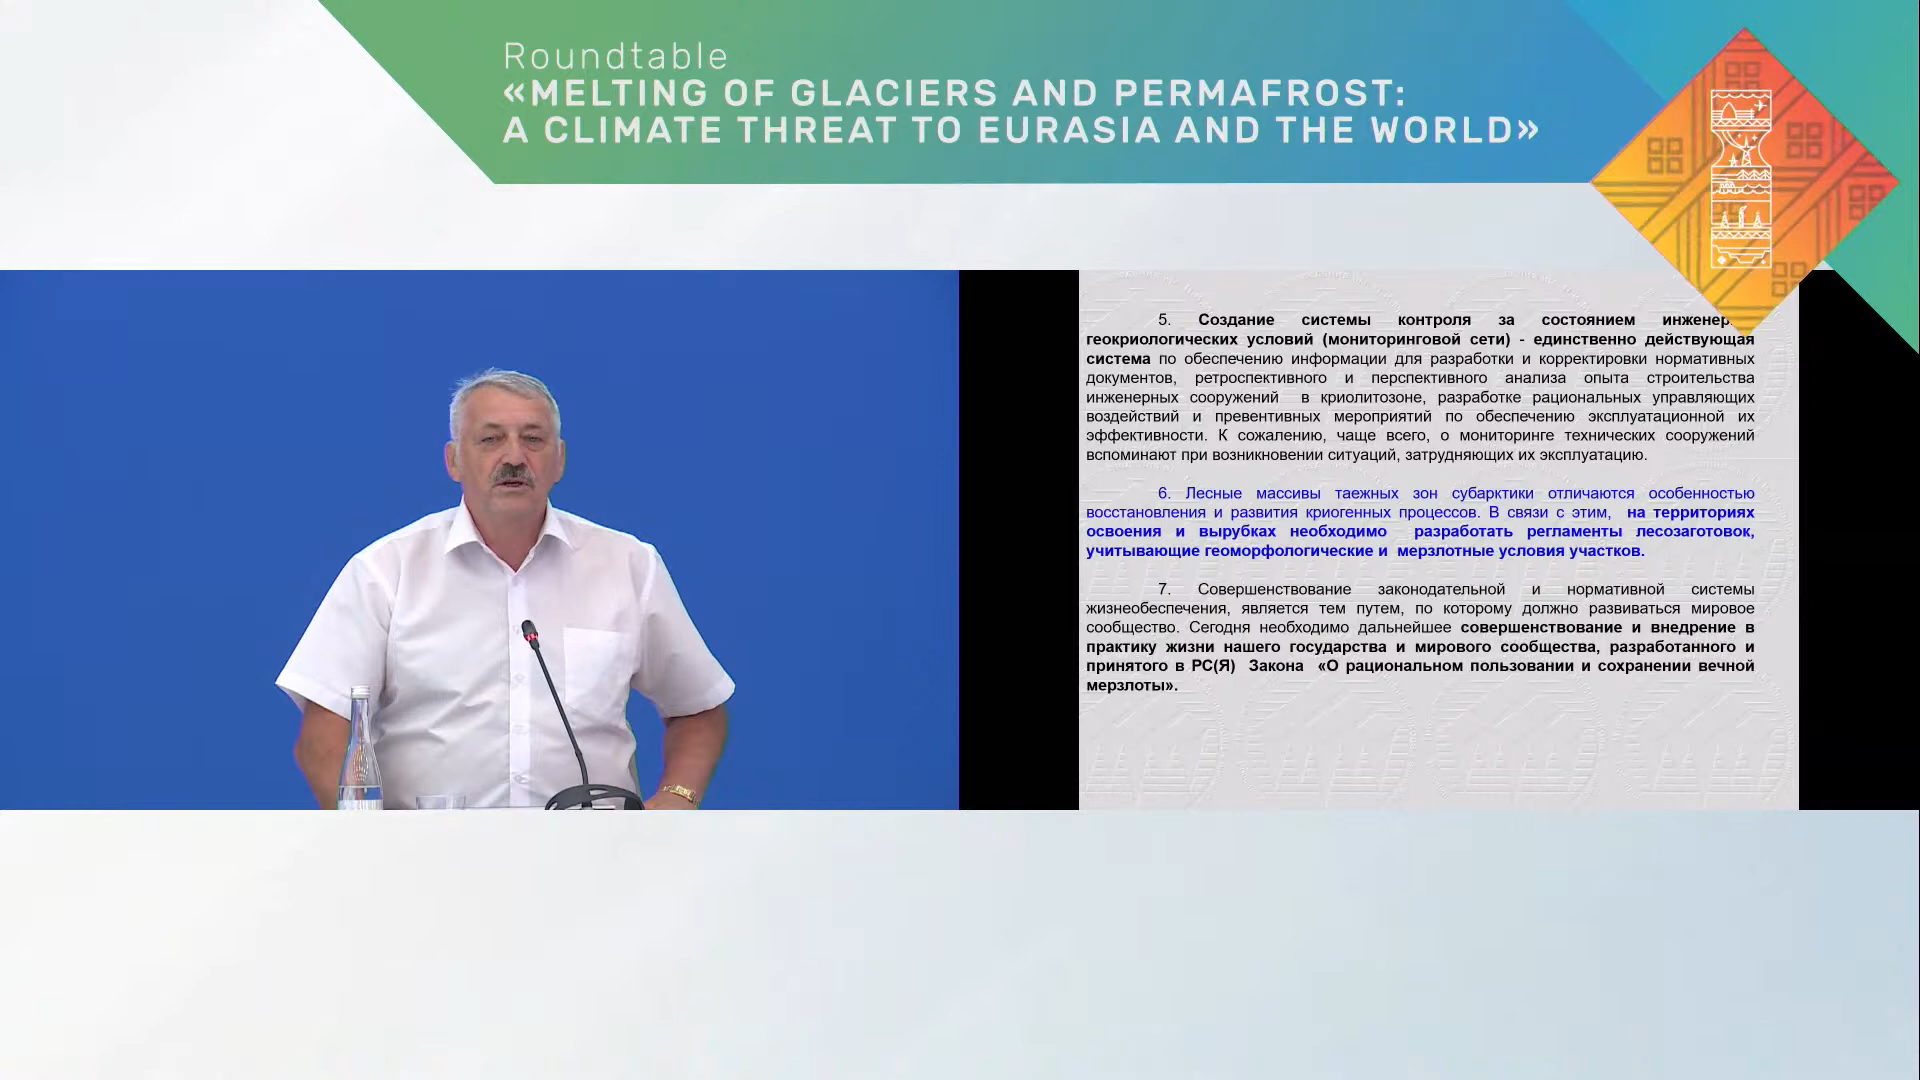 Roundtable
«MELTING OF GLACIERS AND PERMAFROST:
A CLIMATE THREAT TO EURASIA AND THE WORLD»
5. Создание системы контроля за состоянием
геокриологических условий (мониторинговой сети) - единственно действующая
система по обеспечению информации для разработки и корректировки нормативных
документов, ретроспективного и перспективного анализа опыта строительства
инженерных сооружений в криолитозоне, разработке рациональных управляющих
воздействий и превентивных мероприятий по обеспечению эксплуатационной их
эффективности. К сожалению, чаще всего, о мониторинге технических сооружений
вспоминают при возникновении ситуаций, затрудняющих их эксплуатацию.
6. Лесные массивы таежных зон субарктики отличаются особенностью
восстановления и развития криогенных процессов. В связи с этим, на территориях
освоения и вырубках необходимо разработать регламенты лесозаготовок,
учитывающие геоморфологические и мерзлотные условия участков.
7. Совершенствование законодательной и нормативной системы
жизнеобеспечения, является тем путем, по которому должно развиваться мировое
сообщество. Сегодня необходимо дальнейшее совершенствование и внедрение в
практику жизни нашего государства и мирового сообщества, разработанного и
принятого в РС(Я) Закона «О рациональном пользовании и сохранении вечной
мерзлоты».